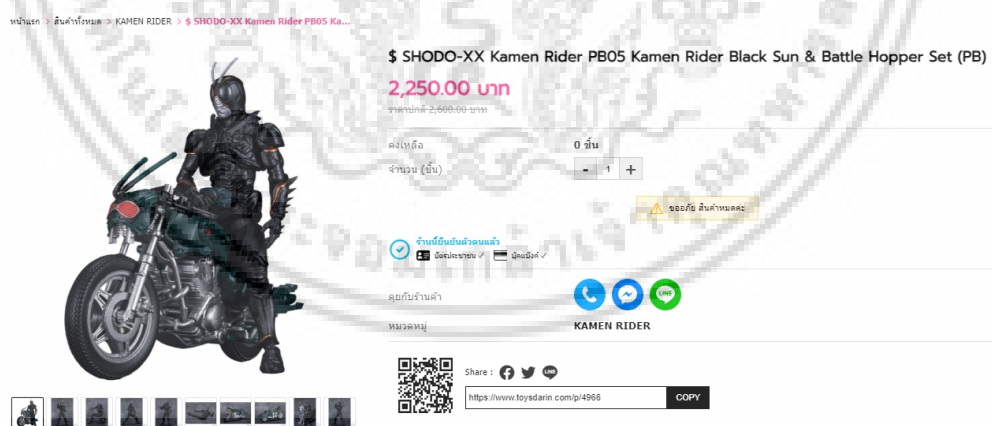 หน้าแรก > สินค้าทั้งหมด > KAMEN RIDER > $ SHODO-XX Kamen Rider PB05 Ka...
$ SHODO-XX Kamen Rider PB05 Kamen Rider Black Sun & Battle Hopper Set (PB)
2,250.00 บาท
ราคาปกติ 2,600.00 บาท
คงเหลือ 0 ชิ้น
จำนวน (ชิ้น) - 1 +
ขออภัย สินค้าหมดค่ะ
ร้านนี้ยืนยันตัวตนแล้ว
บัตรประชาชน ✓ บุ๊คแบ๊งค์ ✓
คุยกับร้านค้า LINE
หมวดหมู่ KAMEN RIDER
Share : LINE
https://www.toysdarin.com/p/4966 COPY